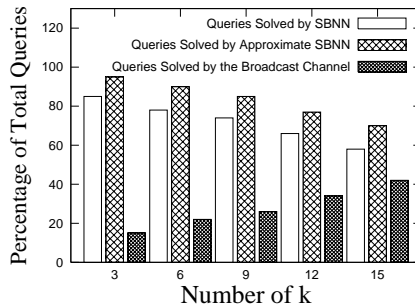 Queries Solved by SBNN
Queries Solved by Approximate SBNN
Queries Solved by the Broadcast Channel
Percentage of Total Queries
120
100
80
60
40
20
0
3 6 9 12 15
Number of k